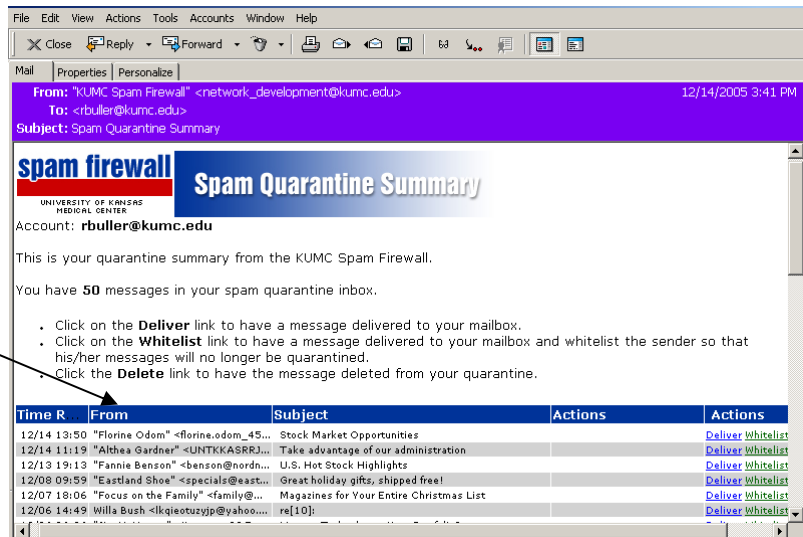 File Edit View Actions Tools Accounts Window Help
Close Reply Forward
Mail Properties Personalize
From: "KUMC Spam Firewall" <network_development@kumc.edu> 12/14/2005 3:41 PM
To: <rbuller@kumc.edu>
Subject: Spam Quarantine Summary
spam firewall
UNIVERSITY OF KANSAS
MEDICAL CENTER
Spam Quarantine Summary
Account: rbuller@kumc.edu
This is your quarantine summary from the KUMC Spam Firewall.
You have 50 messages in your spam quarantine inbox.
• Click on the Deliver link to have a message delivered to your mailbox.
• Click on the Whitelist link to have a message delivered to your mailbox and whitelist the sender so that
his/her messages will no longer be quarantined.
• Click the Delete link to have the message deleted from your quarantine.
Time R... From Subject Actions Actions
12/14 13:50 "Florine Odom" <florine.odom_45... Stock Market Opportunities Deliver Whitelist
12/14 11:19 "Althea Gardner" <UNTKKASRRJ... Take advantage of our administration Deliver Whitelist
12/13 19:13 "Fannie Benson" <benson@nordn... U.S. Hot Stock Highlights Deliver Whitelist
12/08 09:59 "Eastland Shoe" <specials@east... Great holiday gifts, shipped free! Deliver Whitelist
12/07 18:06 "Focus on the Family" <family@... Magazines for Your Entire Christmas List Deliver Whitelist
12/06 14:49 Willa Bush <lkqieotuzyjp@yahoo.... re[10]: Deliver Whitelist